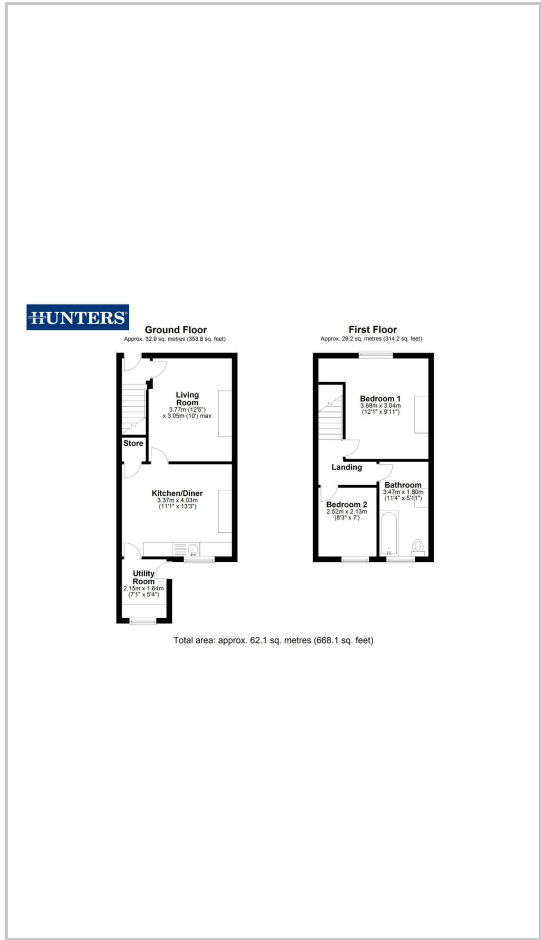 HUNTERS®
Ground Floor
Approx. 32.9 sq. metres (353.8 sq. feet)
Living
Room
3.77m (12'5")
x 3.05m (10') max
Store
Kitchen/Diner
3.37m x 4.03m
(11'1" x 13'3")
Utility
Room
2.15m x 1.64m
(7'1" x 5'4")
First Floor
Approx. 29.2 sq. metres (314.2 sq. feet)
Bedroom 1
3.68m x 3.04m
(12'1" x 9'11")
Landing
Bathroom
3.47m x 1.80m
(11'4" x 5'11")
Bedroom 2
2.52m x 2.13m
(8'3" x 7')
Total area: approx. 62.1 sq. metres (668.1 sq. feet)